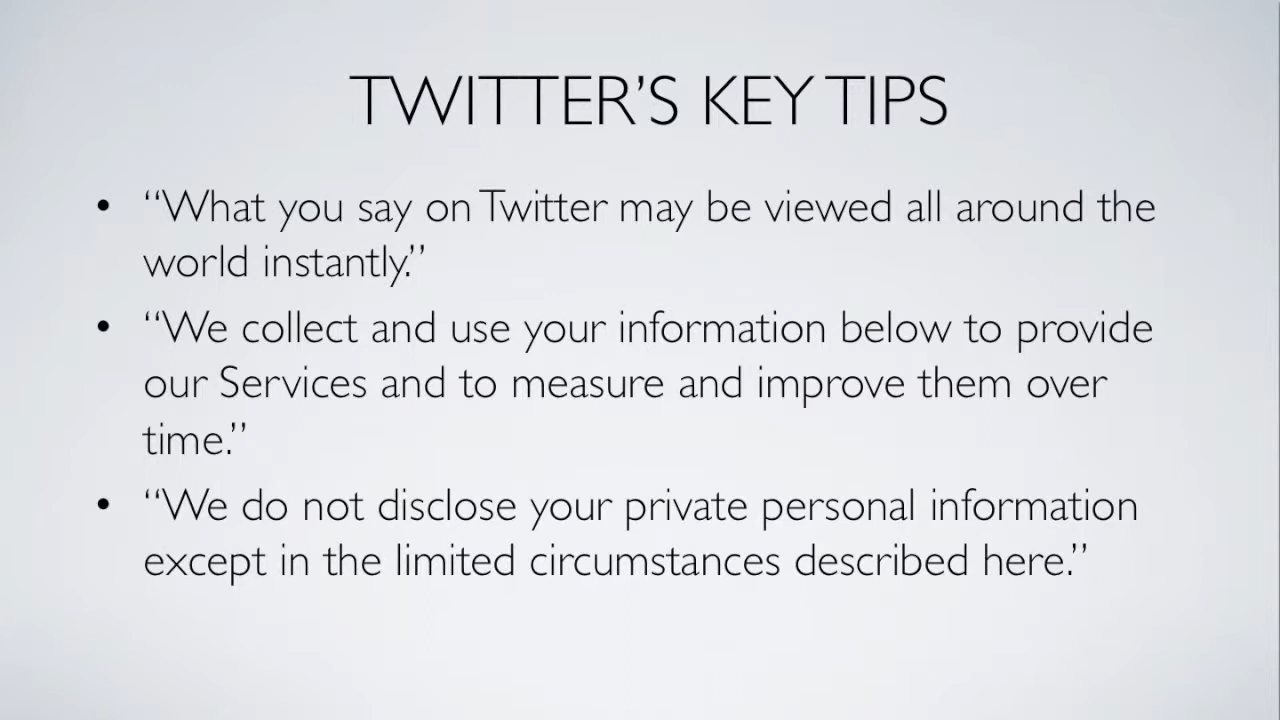 TWITTER’S KEY TIPS
• “What you say on Twitter may be viewed all around the
world instantly.”
• “We collect and use your information below to provide
our Services and to measure and improve them over
time.”
• “We do not disclose your private personal information
except in the limited circumstances described here.”